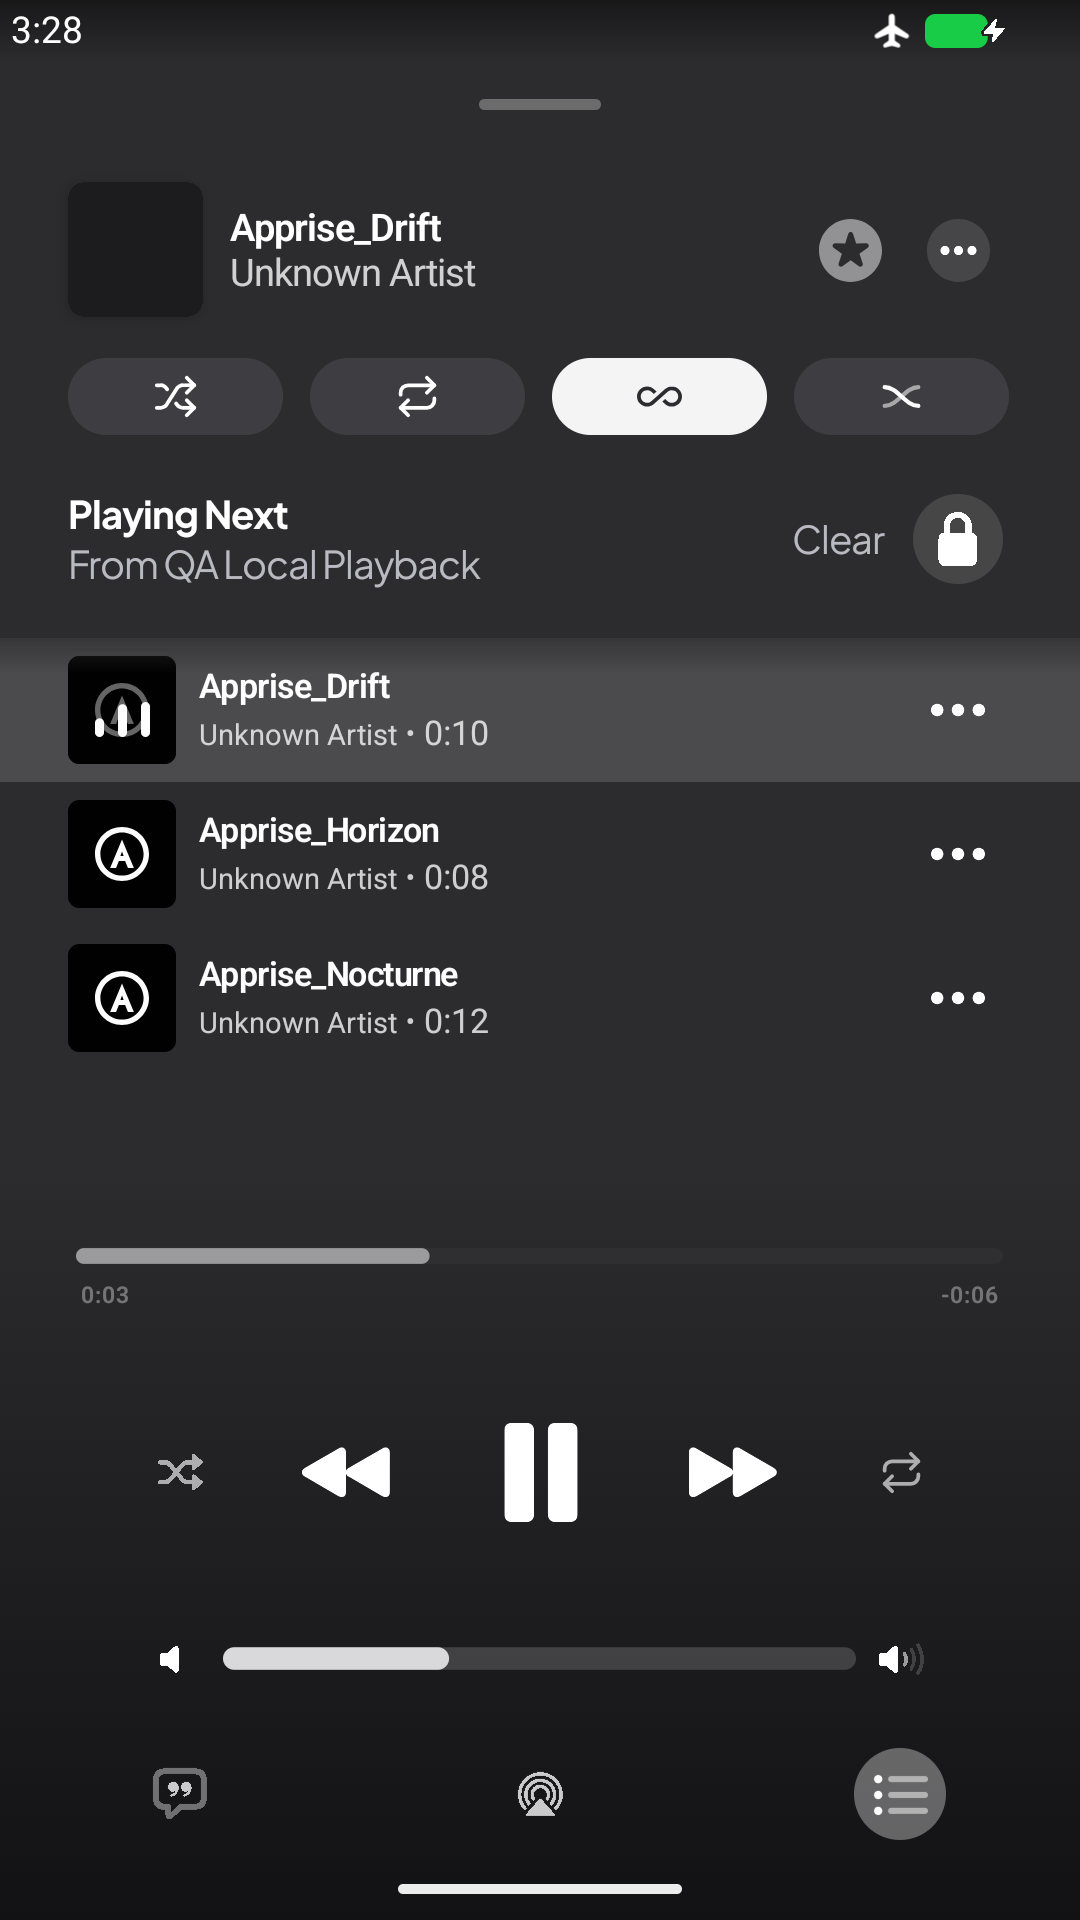 3:28
Apprise_Drift
Unknown Artist
Playing Next
From QA Local Playback
Clear
Apprise_Drift
Unknown Artist • 0:10
Apprise_Horizon
Unknown Artist • 0:08
Apprise_Nocturne
Unknown Artist • 0:12
0:03
-0:06